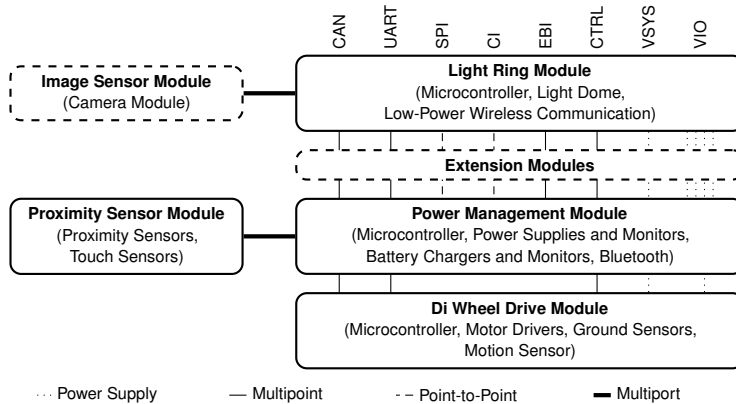 CAN UART SPI CI EBI CTRL VSYS VIO
Image Sensor Module
(Camera Module)
Light Ring Module
(Microcontroller, Light Dome,
Low-Power Wireless Communication)
Extension Modules
Proximity Sensor Module
(Proximity Sensors,
Touch Sensors)
Power Management Module
(Microcontroller, Power Supplies and Monitors,
Battery Chargers and Monitors, Bluetooth)
Di Wheel Drive Module
(Microcontroller, Motor Drivers, Ground Sensors,
Motion Sensor)
Power Supply Multipoint Point-to-Point Multiport